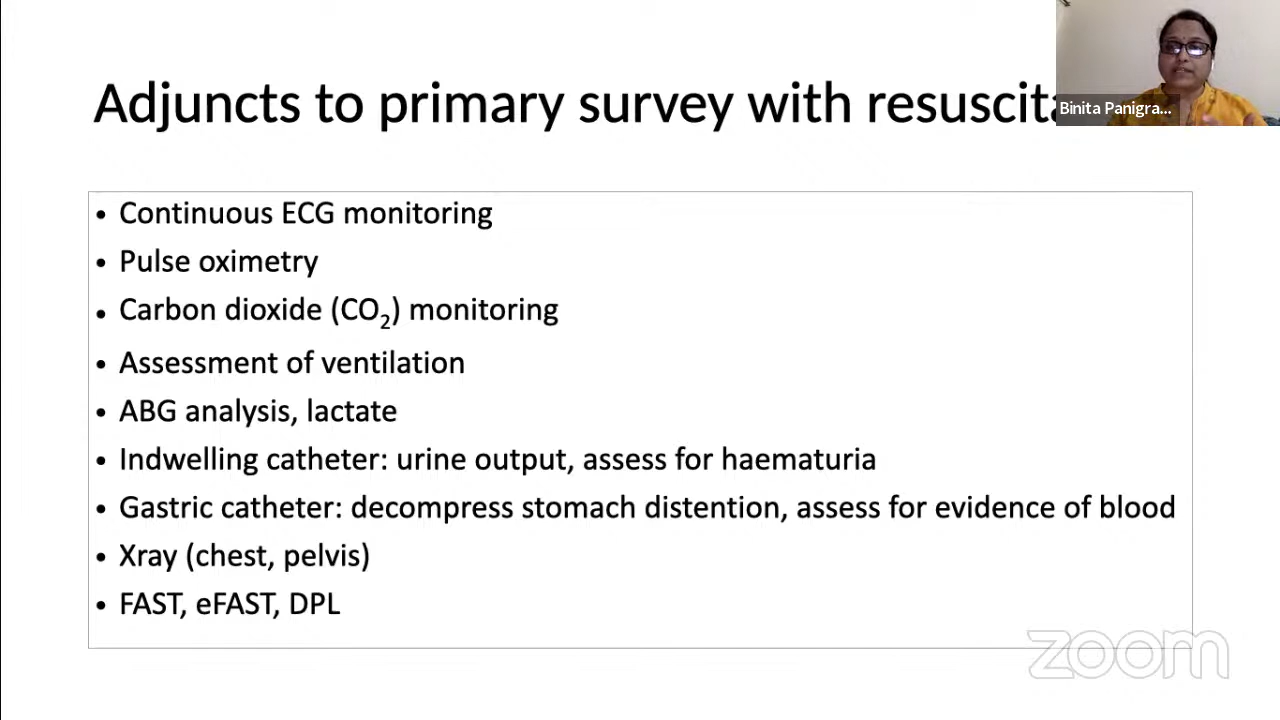 Adjuncts to primary survey with resuscita
Binita Panigra...
• Continuous ECG monitoring
• Pulse oximetry
• Carbon dioxide (CO₂) monitoring
• Assessment of ventilation
• ABG analysis, lactate
• Indwelling catheter: urine output, assess for haematuria
• Gastric catheter: decompress stomach distention, assess for evidence of blood
• Xray (chest, pelvis)
• FAST, eFAST, DPL
zoom